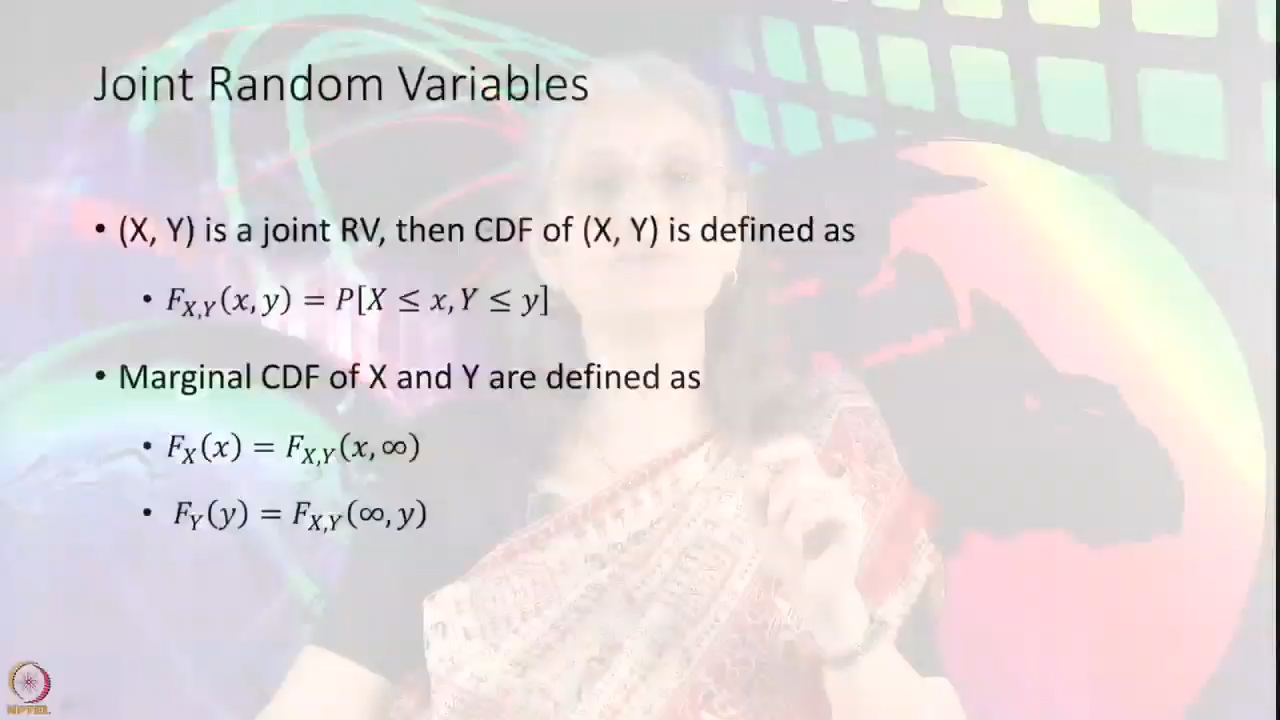 Joint Random Variables
• (X, Y) is a joint RV, then CDF of (X, Y) is defined as
• F_{X,Y}(x, y) = P[X ≤ x, Y ≤ y]
• Marginal CDF of X and Y are defined as
• F_X(x) = F_{X,Y}(x, ∞)
• F_Y(y) = F_{X,Y}(∞, y)
NPTEL